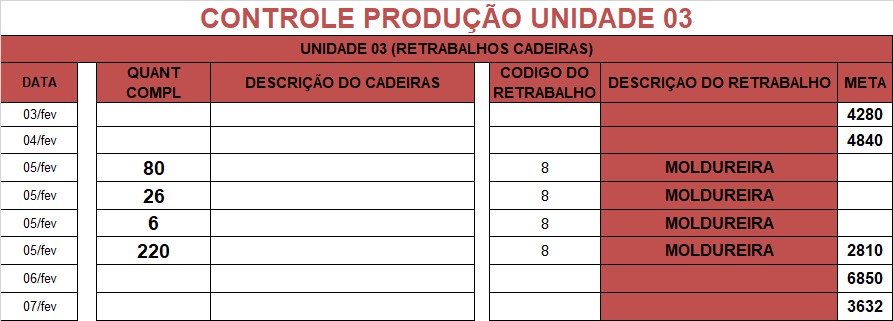 CONTROLE PRODUÇÃO UNIDADE 03
UNIDADE 03 (RETRABALHOS CADEIRAS)
DATA QUANT COMPL DESCRIÇÃO DO CADEIRAS CODIGO DO RETRABALHO DESCRIÇAO DO RETRABALHO META
03/fev 4280
04/fev 4840
05/fev 80 8 MOLDUREIRA
05/fev 26 8 MOLDUREIRA
05/fev 6 8 MOLDUREIRA
05/fev 220 8 MOLDUREIRA 2810
06/fev 6850
07/fev 3632